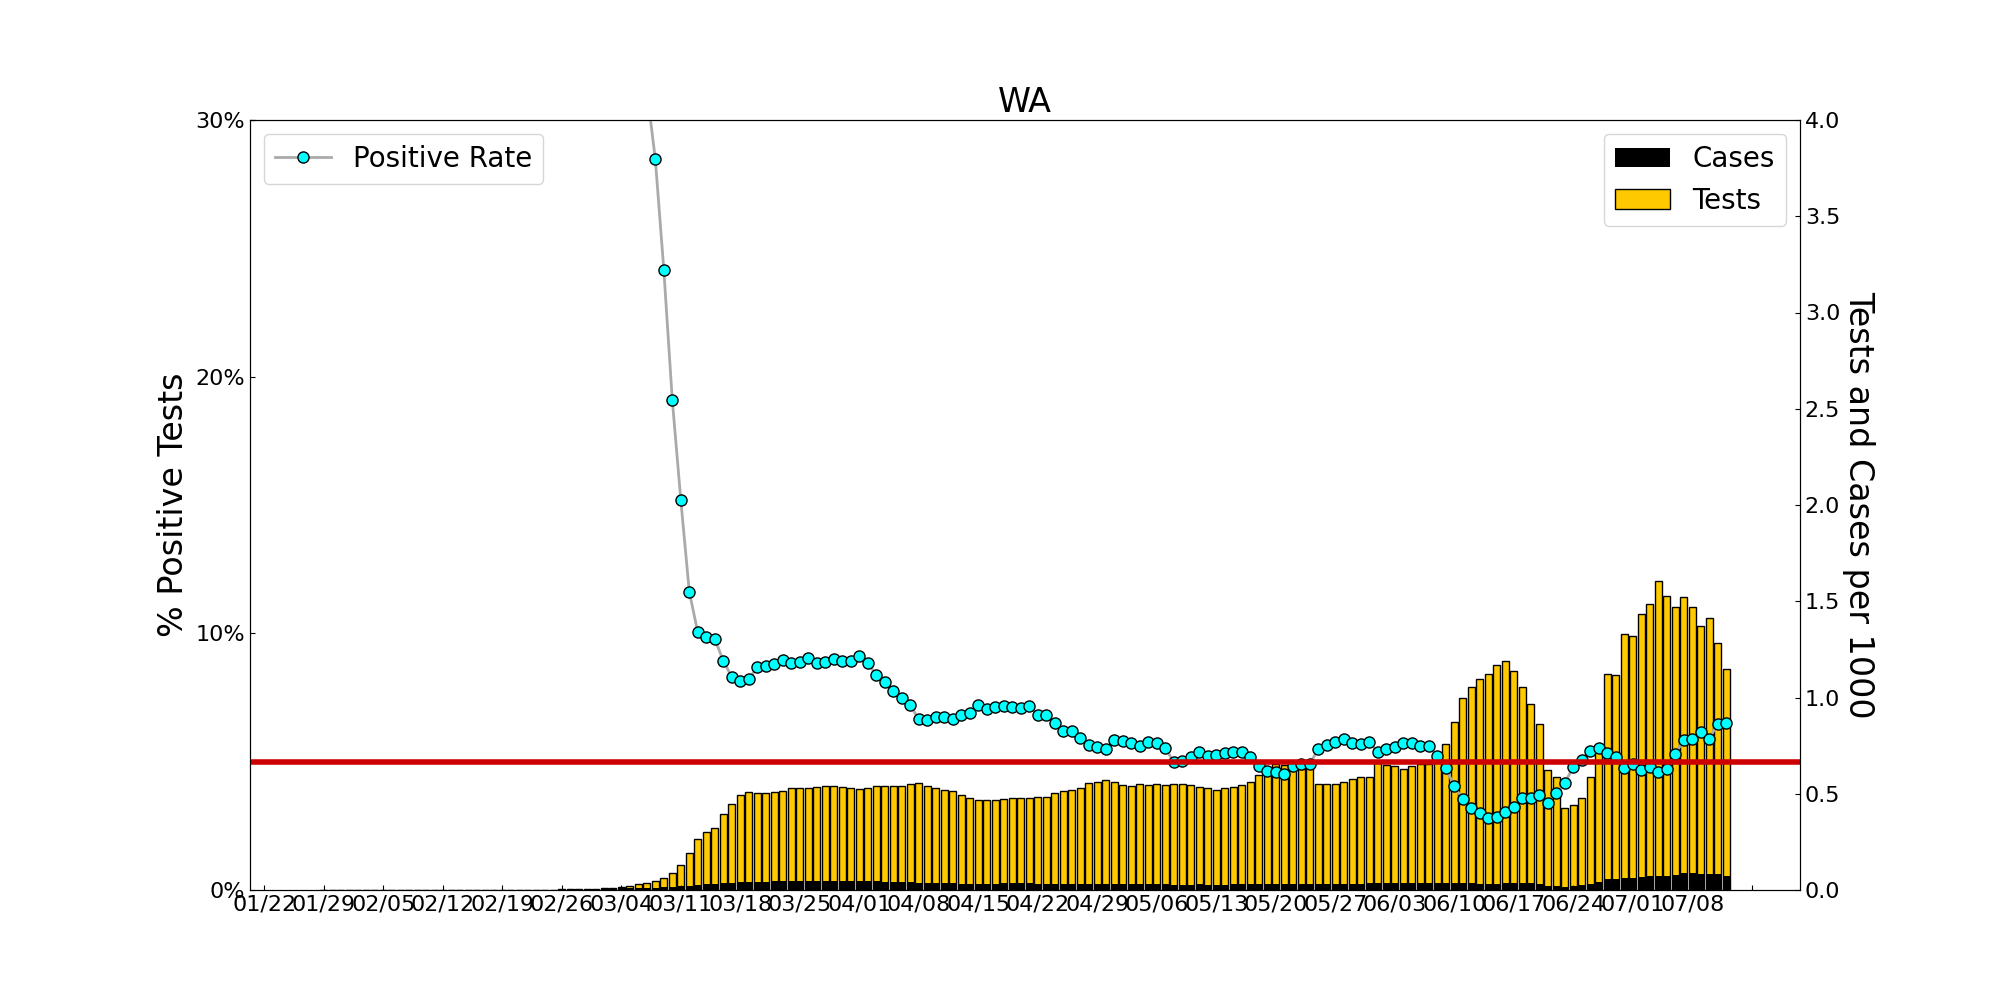 WA
30%
20%
10%
0%
% Positive Tests
Positive Rate
Cases
Tests
4.0
3.5
3.0
2.5
2.0
1.5
1.0
0.5
0.0
Tests and Cases per 1000
01/22 01/29 02/05 02/12 02/19 02/26 03/04 03/11 03/18 03/25 04/01 04/08 04/15 04/22 04/29 05/06 05/13 05/20 05/27 06/03 06/10 06/17 06/24 07/01 07/08